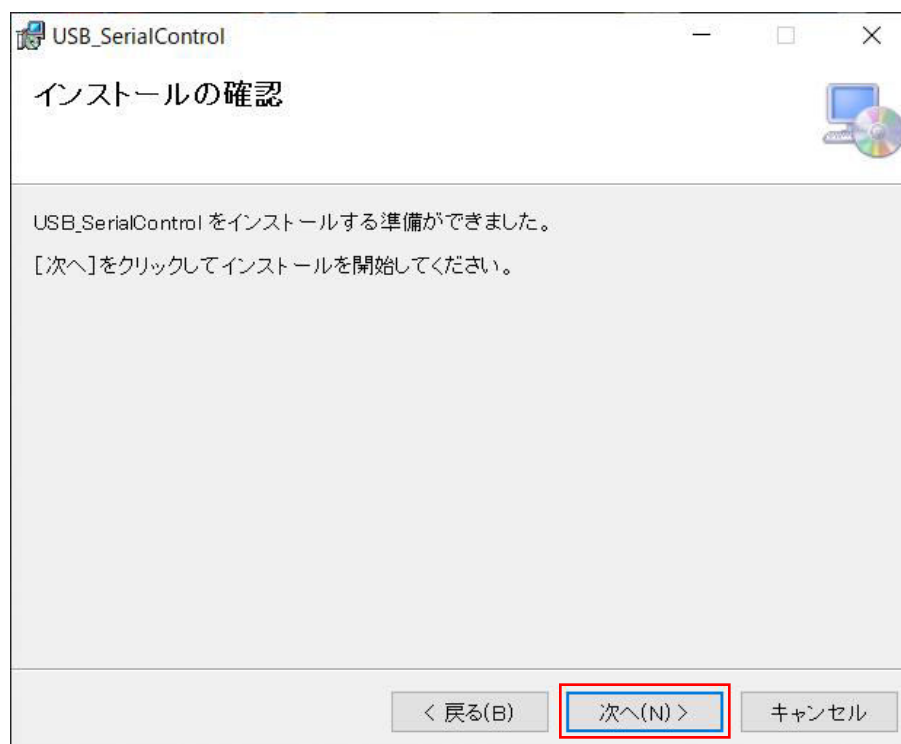 USB_SerialControl
インストールの確認
USB_SerialControl をインストールする準備ができました。
[次へ]をクリックしてインストールを開始してください。
< 戻る(B)
次へ(N) >
キャンセル